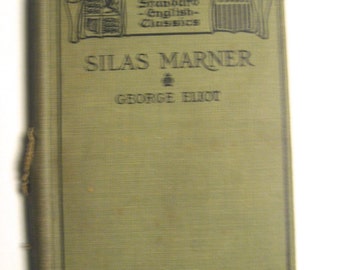 Standard
English
Classics
SILAS MARNER
GEORGE ELIOT